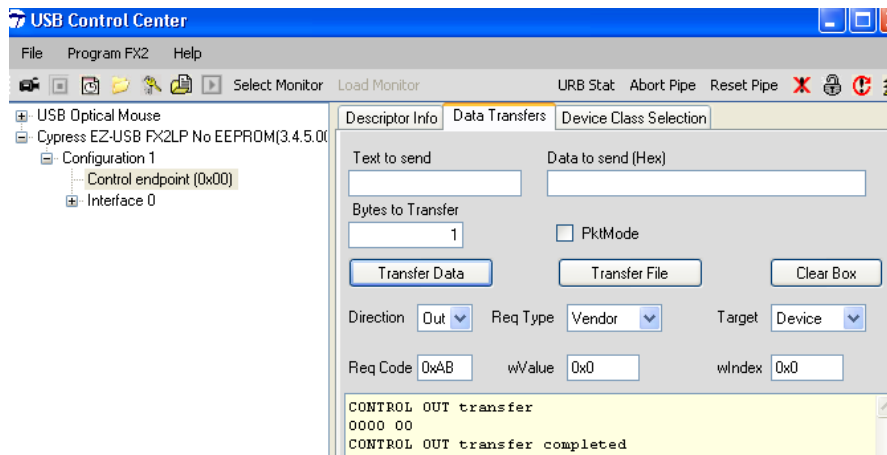 USB Control Center
File Program FX2 Help
Select Monitor Load Monitor URB Stat Abort Pipe Reset Pipe
USB Optical Mouse
Cypress EZ-USB FX2LP No EEPROM(3.4.5.0(
Configuration 1
Control endpoint (0x00)
Interface 0
Descriptor Info Data Transfers Device Class Selection
Text to send Data to send (Hex)
Bytes to Transfer
1 PktMode
Transfer Data Transfer File Clear Box
Direction Out Req Type Vendor Target Device
Req Code 0xAB wValue 0x0 wIndex 0x0
CONTROL OUT transfer
0000 00
CONTROL OUT transfer completed